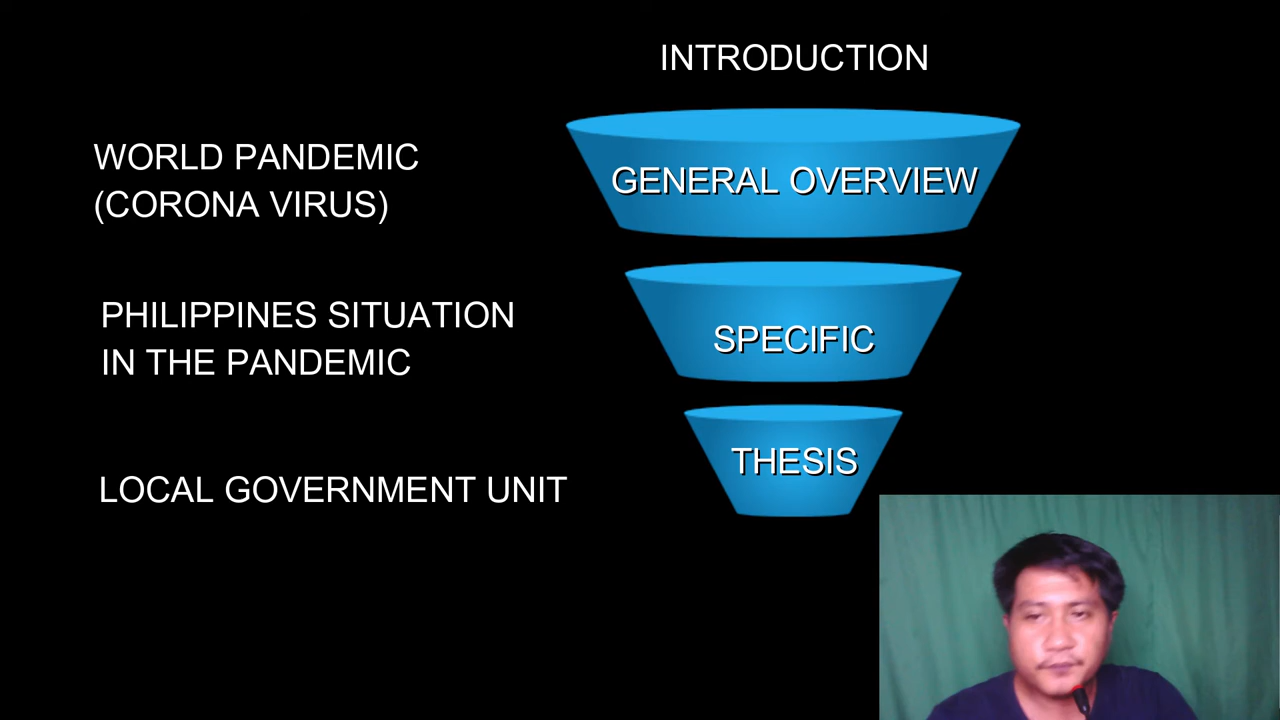 INTRODUCTION
WORLD PANDEMIC
(CORONA VIRUS)
GENERAL OVERVIEW
PHILIPPINES SITUATION
IN THE PANDEMIC
SPECIFIC
LOCAL GOVERNMENT UNIT
THESIS